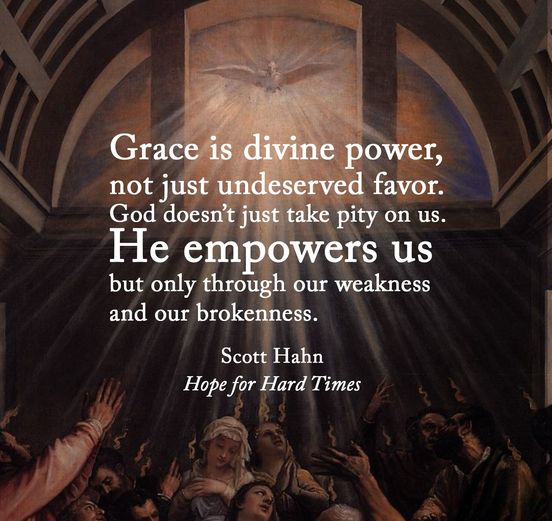 Grace is divine power,
not just undeserved favor.
God doesn’t just take pity on us.
He empowers us
but only through our weakness
and our brokenness.
Scott Hahn
Hope for Hard Times